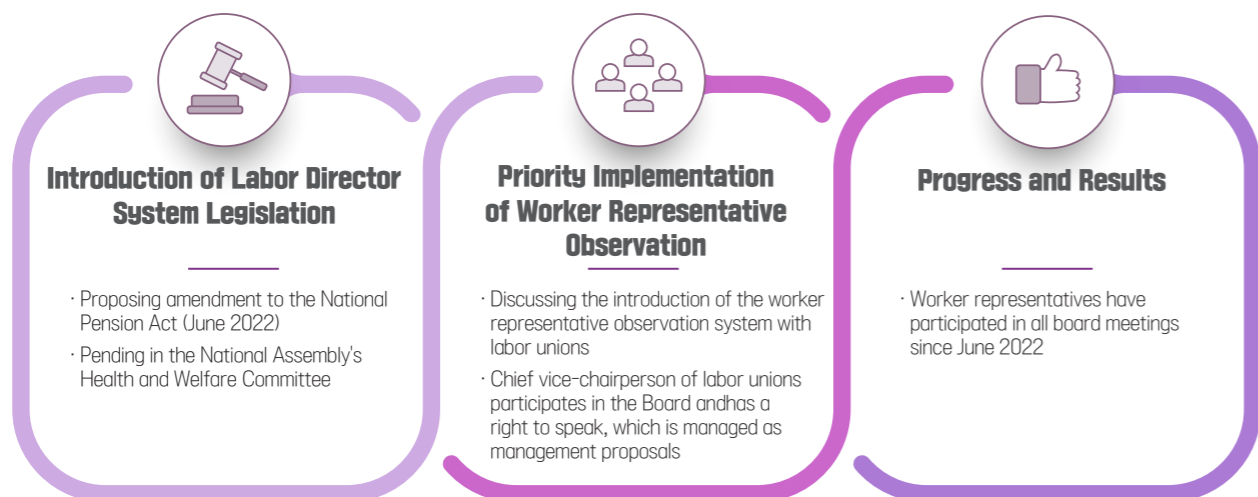 Introduction of Labor Director
System Legislation
· Proposing amendment to the National
Pension Act (June 2022)
· Pending in the National Assembly's
Health and Welfare Committee
Priority Implementation
of Worker Representative
Observation
· Discussing the introduction of the worker
representative observation system with
labor unions
· Chief vice-chairperson of labor unions
participates in the Board andhas a
right to speak, which is managed as
management proposals
Progress and Results
· Worker representatives have
participated in all board meetings
since June 2022